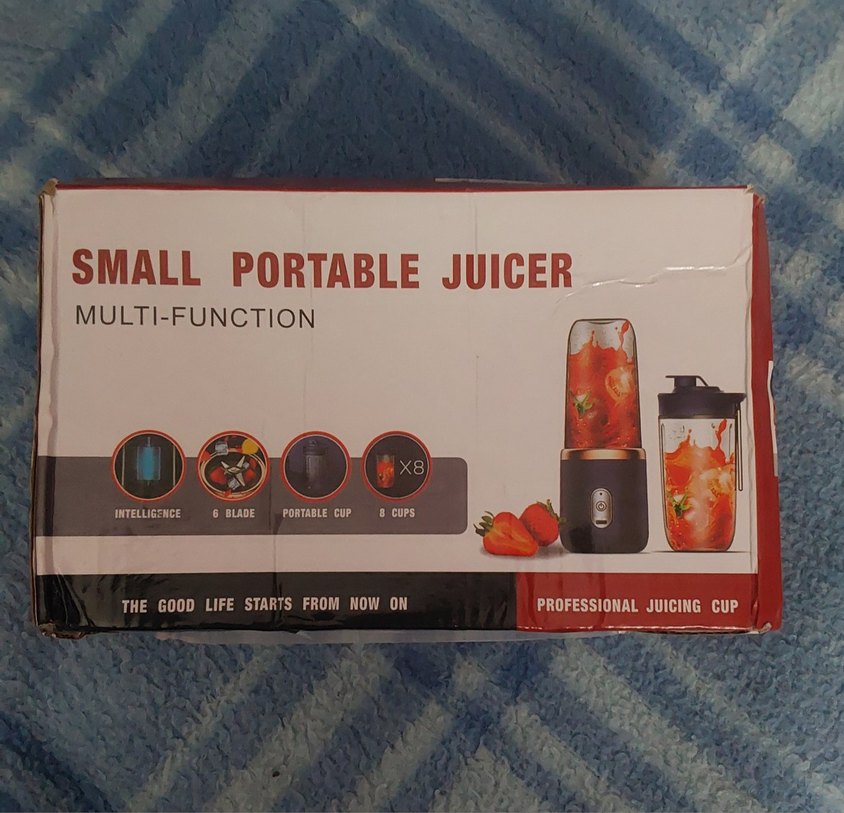 SMALL PORTABLE JUICER
MULTI-FUNCTION
X8
INTELLIGENCE 6 BLADE PORTABLE CUP 8 CUPS
THE GOOD LIFE STARTS FROM NOW ON
PROFESSIONAL JUICING CUP